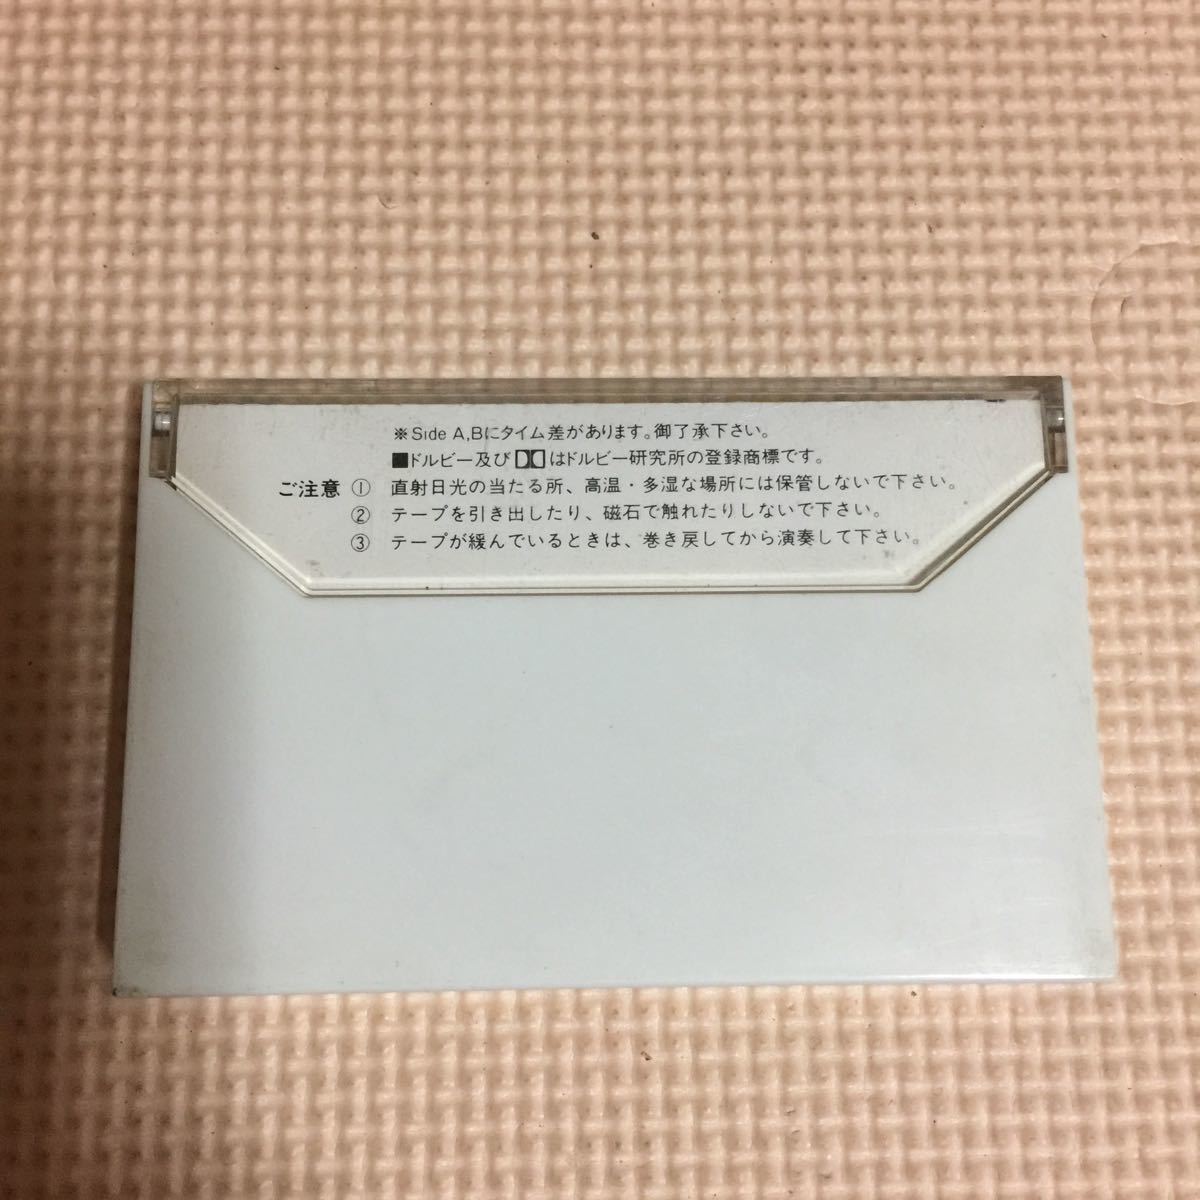 ※Side A,Bにタイム差があります。御了承下さい。
■ドルビー及び はドルビー研究所の登録商標です。
ご注意 ① 直射日光の当たる所、高温・多湿な場所には保管しないで下さい。
② テープを引き出したり、磁石で触れたりしないで下さい。
③ テープが緩んでいるときは、巻き戻してから演奏して下さい。